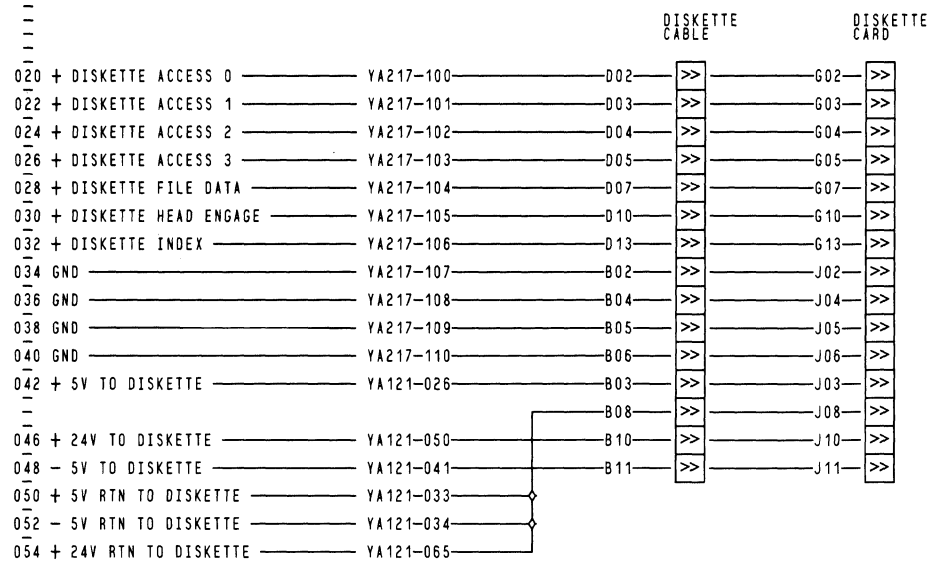 DISKETTE CABLE DISKETTE CARD
020 + DISKETTE ACCESS 0 YA217-100 D02 >> G02 >>
022 + DISKETTE ACCESS 1 YA217-101 D03 >> G03 >>
024 + DISKETTE ACCESS 2 YA217-102 D04 >> G04 >>
026 + DISKETTE ACCESS 3 YA217-103 D05 >> G05 >>
028 + DISKETTE FILE DATA YA217-104 D07 >> G07 >>
030 + DISKETTE HEAD ENGAGE YA217-105 D10 >> G10 >>
032 + DISKETTE INDEX YA217-106 D13 >> G13 >>
034 GND YA217-107 B02 >> J02 >>
036 GND YA217-108 B04 >> J04 >>
038 GND YA217-109 B05 >> J05 >>
040 GND YA217-110 B06 >> J06 >>
042 + 5V TO DISKETTE YA121-026 B03 >> J03 >>
B08 >> J08 >>
046 + 24V TO DISKETTE YA121-050 B10 >> J10 >>
048 - 5V TO DISKETTE YA121-041 B11 >> J11 >>
050 + 5V RTN TO DISKETTE YA121-033
052 - 5V RTN TO DISKETTE YA121-034
054 + 24V RTN TO DISKETTE YA121-065